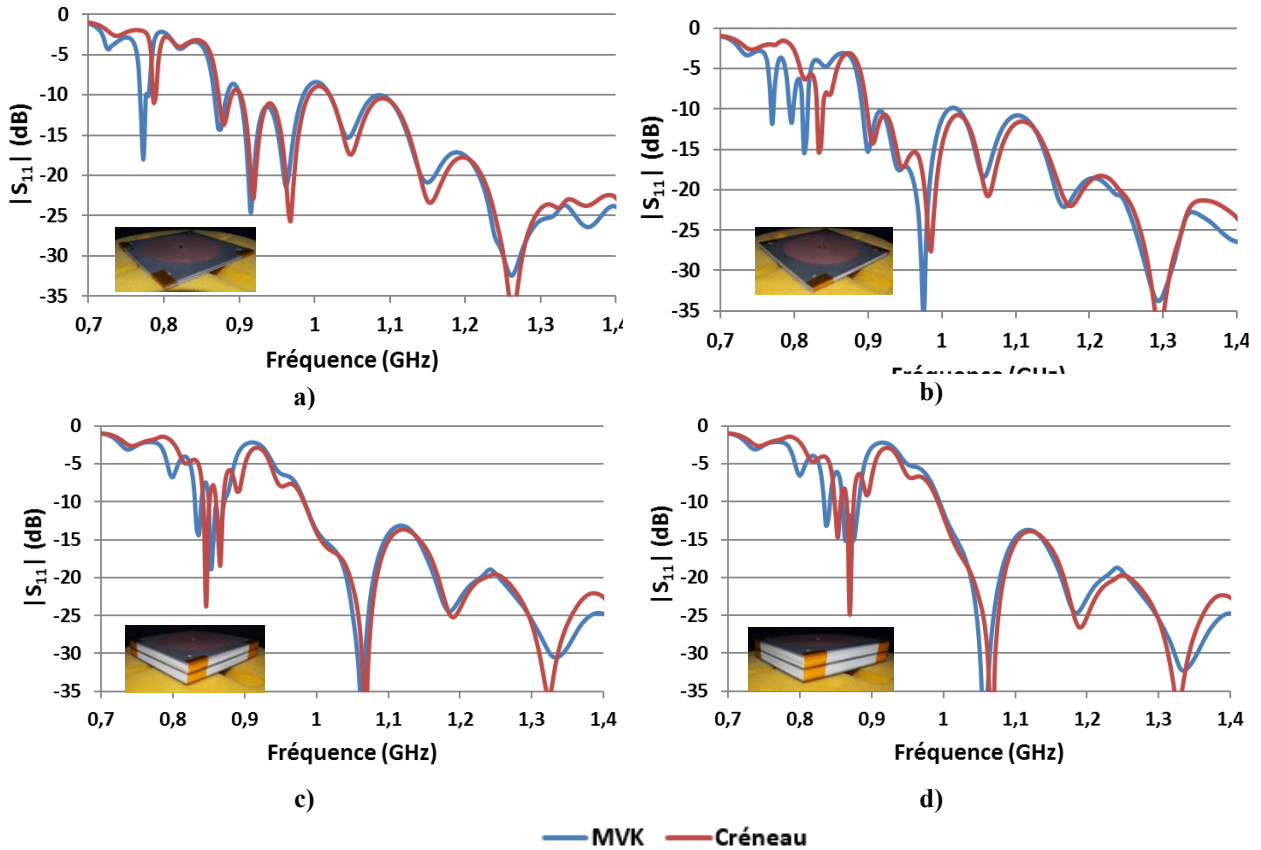 0
-5
-10
-15
-20
-25
-30
-35
|S11| (dB)
0,7 0,8 0,9 1 1,1 1,2 1,3 1,4
Fréquence (GHz)
a)
0
-5
-10
-15
-20
-25
-30
-35
|S11| (dB)
0,7 0,8 0,9 1 1,1 1,2 1,3 1,4
Fréquence (GHz)
b)
0
-5
-10
-15
-20
-25
-30
-35
|S11| (dB)
0,7 0,8 0,9 1 1,1 1,2 1,3 1,4
Fréquence (GHz)
c)
0
-5
-10
-15
-20
-25
-30
-35
|S11| (dB)
0,7 0,8 0,9 1 1,1 1,2 1,3 1,4
Fréquence (GHz)
d)
MVK Créneau